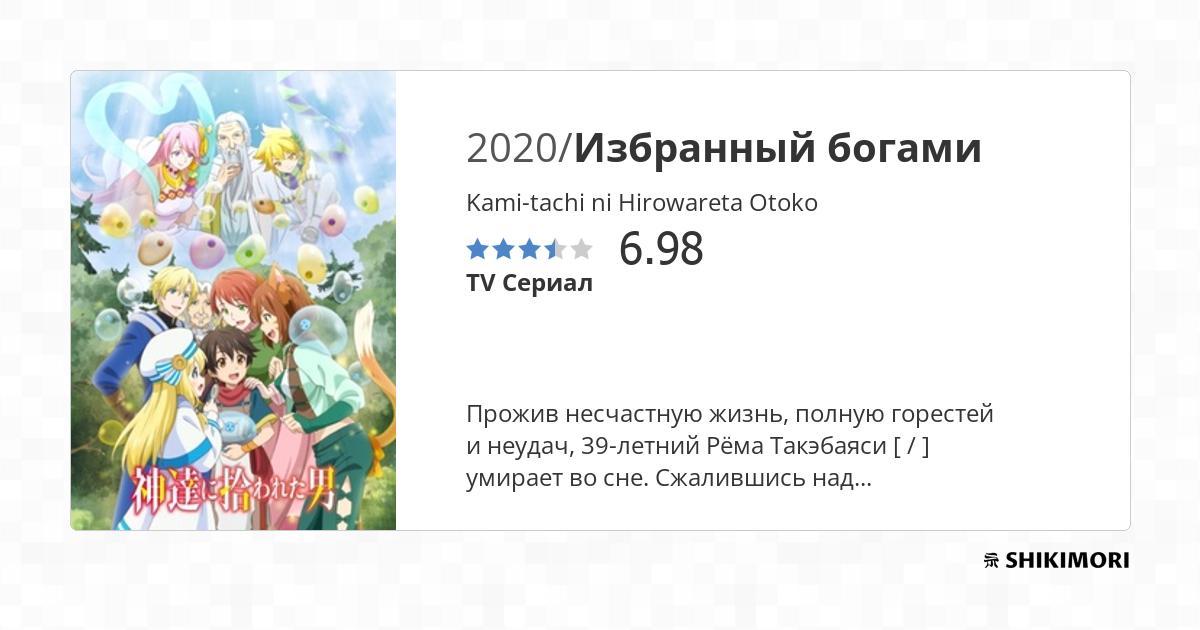 2020/Избранный богами
Kami-tachi ni Hirowareta Otoko
6.98
TV Сериал
Прожив несчастную жизнь, полную горестей
и неудач, 39-летний Рёма Такэбаяси [ / ]
умирает во сне. Сжалившись над...
神達に拾われた男
SHIKIMORI